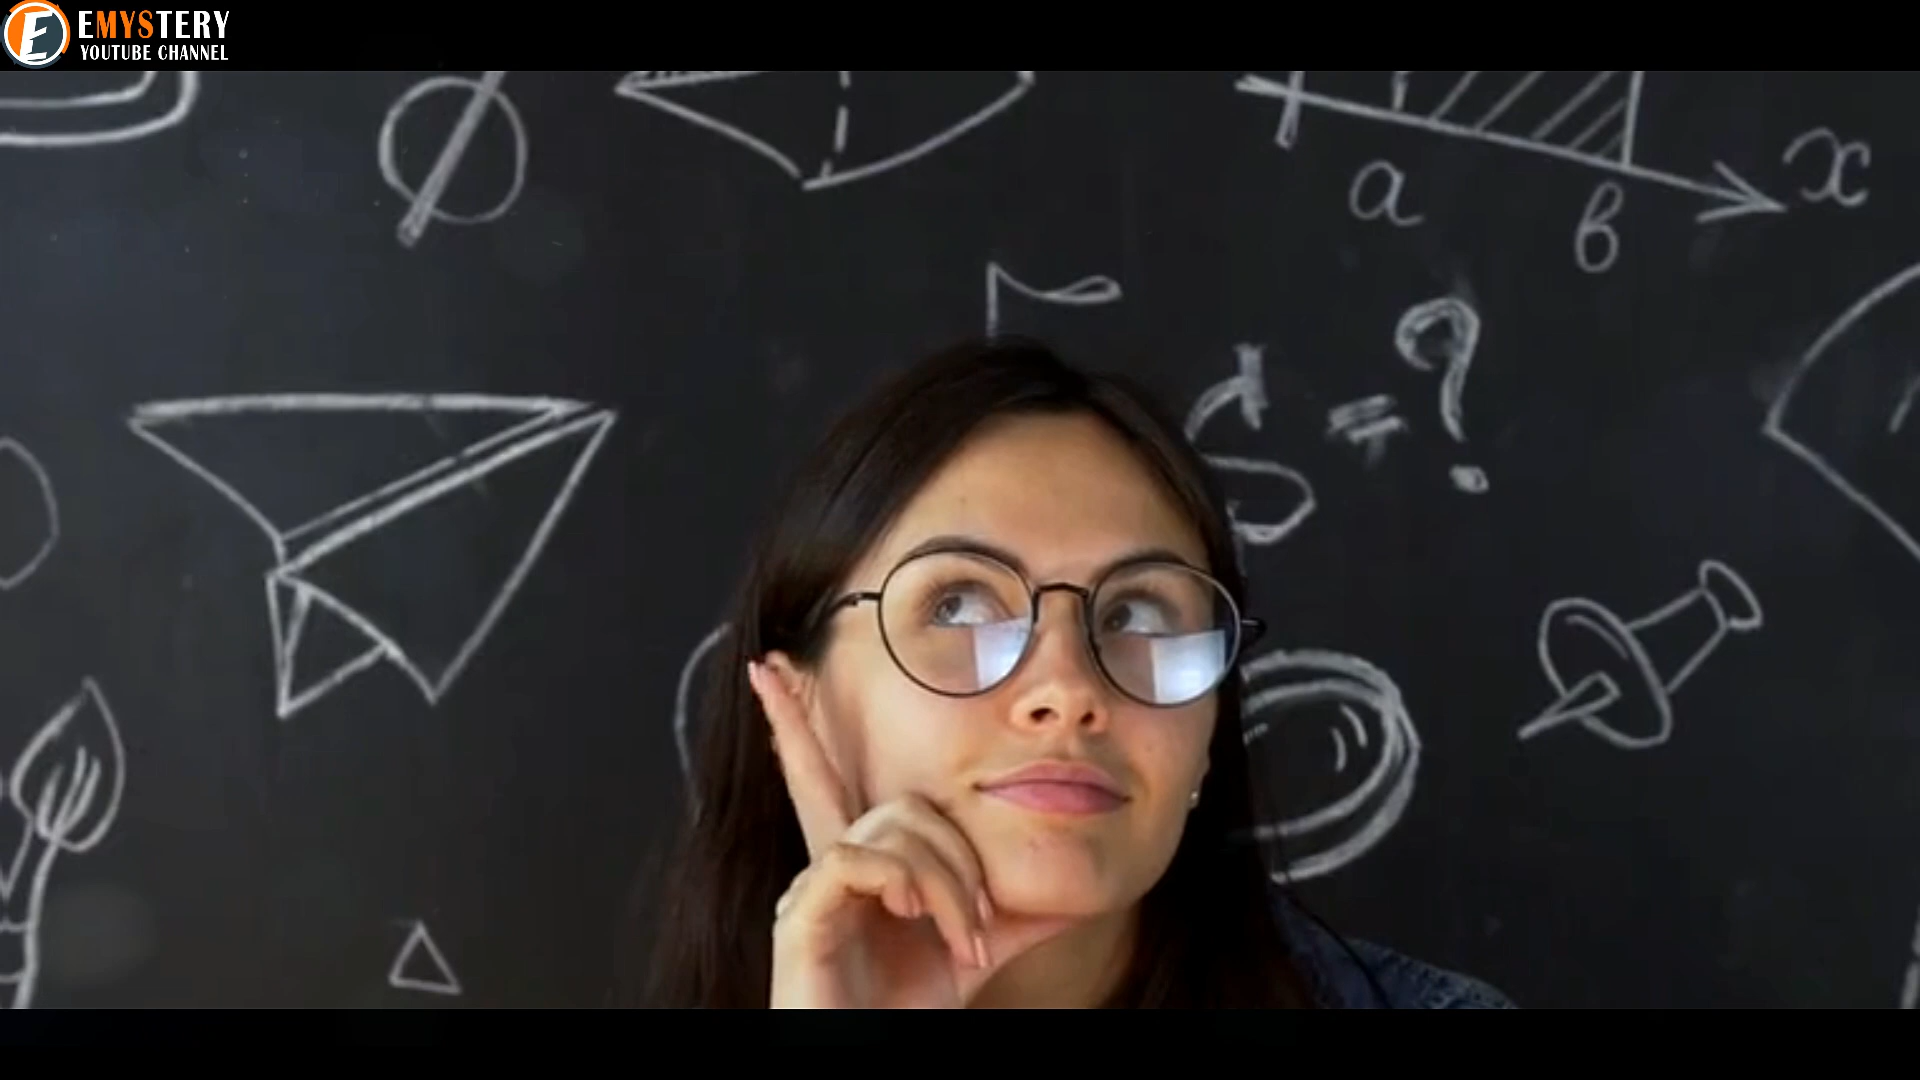 EMYSTERY
YOUTUBE CHANNEL
x
a
b
S = ?